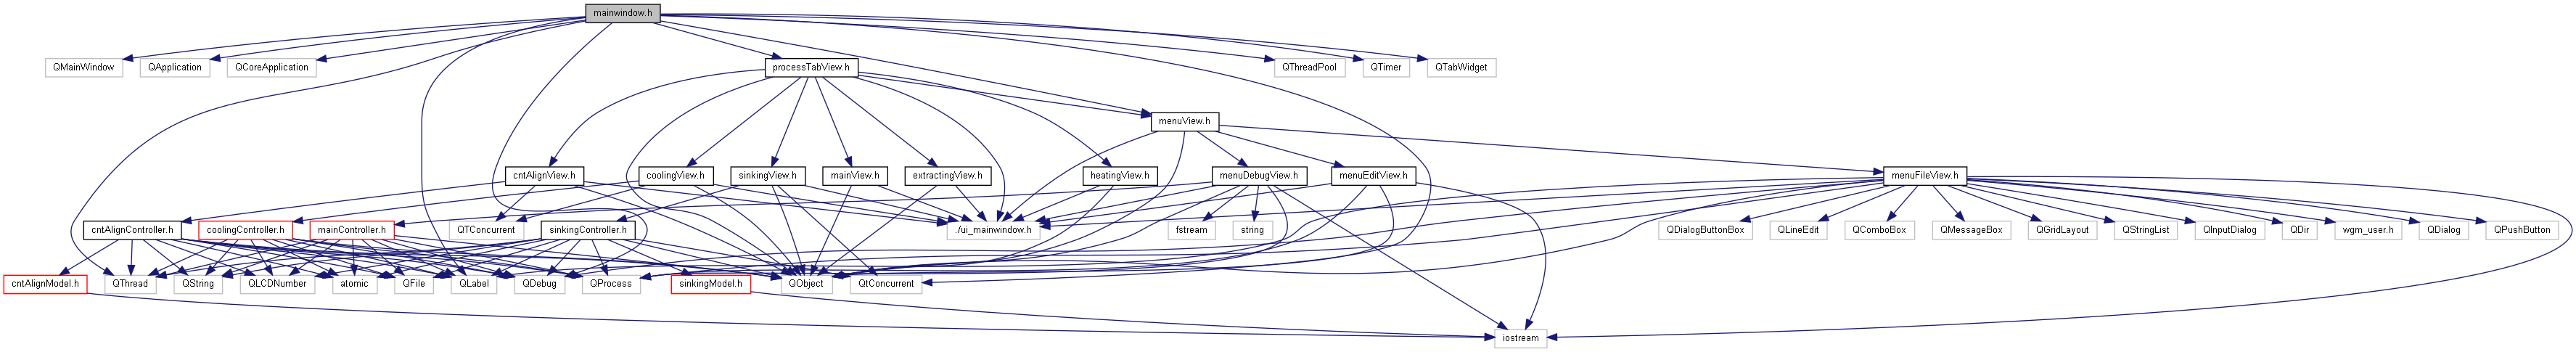 mainwindow.h
QMainWindow
QApplication
QCoreApplication
processTabView.h
QThreadPool
QTimer
QTabWidget
menuView.h
cntAlignView.h
coolingView.h
sinkingView.h
mainView.h
extractingView.h
heatingView.h
menuDebugView.h
menuEditView.h
menuFileView.h
cntAlignController.h
coolingController.h
mainController.h
QTConcurrent
sinkingController.h
./ui_mainwindow.h
fstream
string
QDialogButtonBox
QLineEdit
QComboBox
QMessageBox
QGridLayout
QStringList
QInputDialog
QDir
wgm_user.h
QDialog
QPushButton
cntAlignModel.h
QThread
QString
QLCDNumber
atomic
QFile
QLabel
QDebug
QProcess
sinkingModel.h
QObject
QtConcurrent
iostream